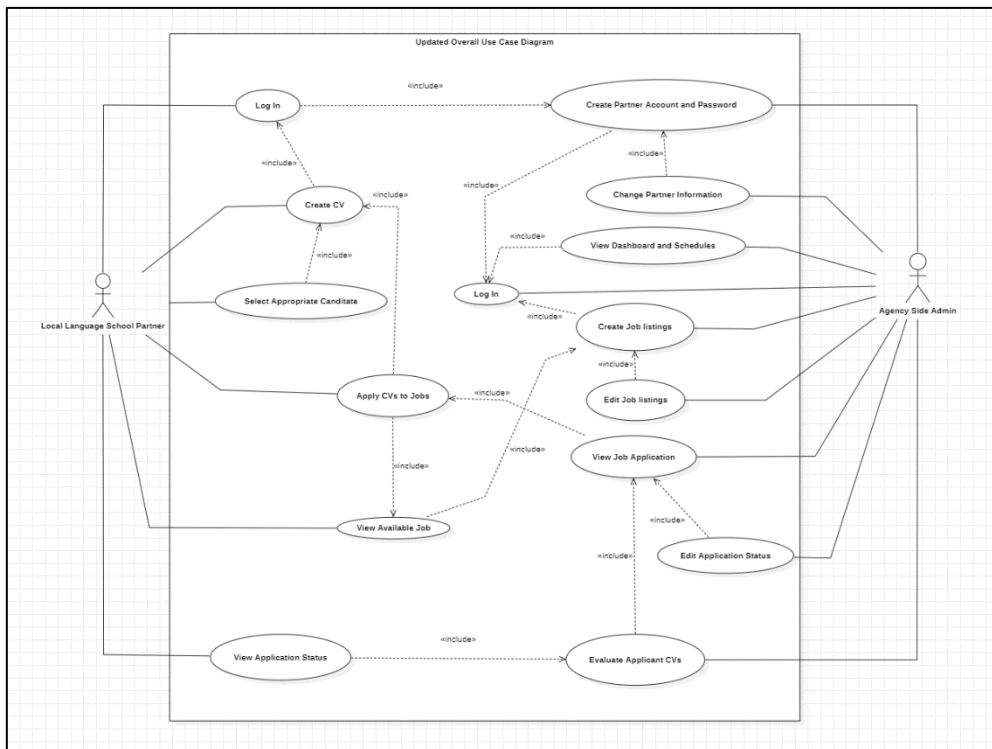 Updated Overall Use Case Diagram
«include»
Log In
Create Partner Account and Password
«include»
«include»
«include»
«include»
Create CV
Change Partner Information
«include»
View Dashboard and Schedules
Log In
Select Appropriate Canditate
«include»
Local Language School Partner
Agency Side Admin
Create Job listings
«include»
Apply CVs to Jobs
Edit Job listings
«include»
«include»
View Job Application
«include»
View Available Job
«include»
Edit Application Status
«include»
«include»
View Application Status
Evaluate Applicant CVs